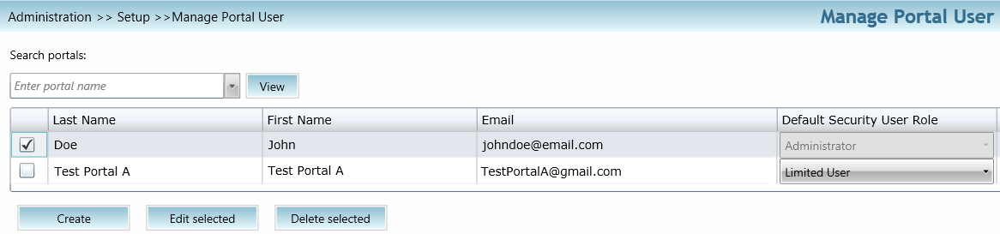 Administration >> Setup >>Manage Portal User
Manage Portal User
Search portals:
Enter portal name
View
Last Name First Name Email Default Security User Role
Doe John johndoe@email.com Administrator
Test Portal A Test Portal A TestPortalA@gmail.com Limited User
Create Edit selected Delete selected